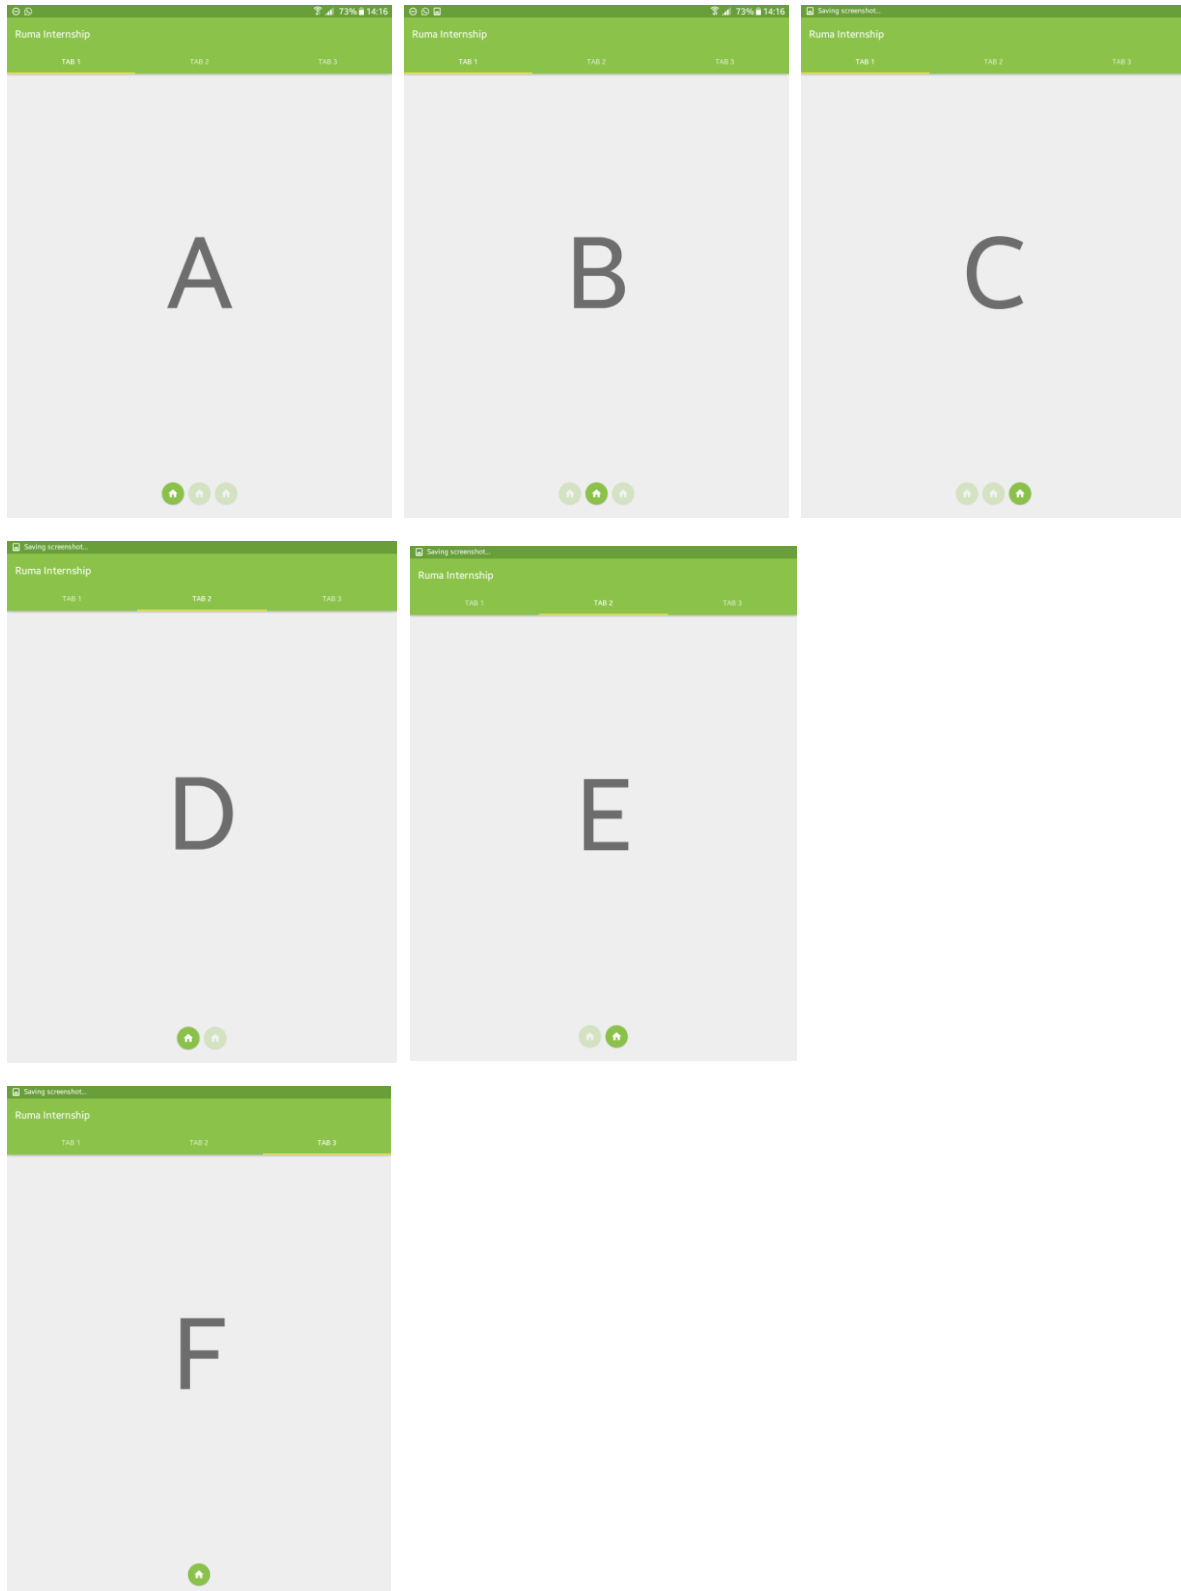 73% 14:16
Ruma Internship
TAB 1 TAB 2 TAB 3
A
73% 14:16
Ruma Internship
TAB 1 TAB 2 TAB 3
B
Saving screenshot...
Ruma Internship
TAB 1 TAB 2 TAB 3
C
Saving screenshot...
Ruma Internship
TAB 1 TAB 2 TAB 3
D
Saving screenshot...
Ruma Internship
TAB 1 TAB 2 TAB 3
E
Saving screenshot...
Ruma Internship
TAB 1 TAB 2 TAB 3
F